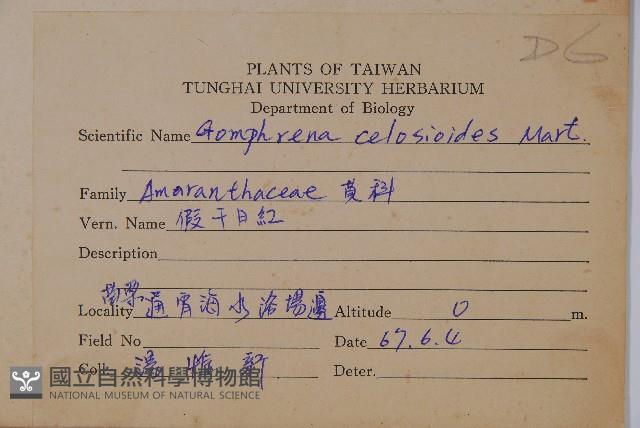 D6
PLANTS OF TAIWAN
TUNGHAI UNIVERSITY HERBARIUM
Department of Biology
Scientific Name Gomphrena celosioides Mart.
Family Amaranthaceae 莧科
Vern. Name 假千日紅
Description
Locality 通宵海水浴場 Altitude 0 m.
Field No. Date 67.6.4
Coll. Deter.
國立自然科學博物館
NATIONAL MUSEUM OF NATURAL SCIENCE